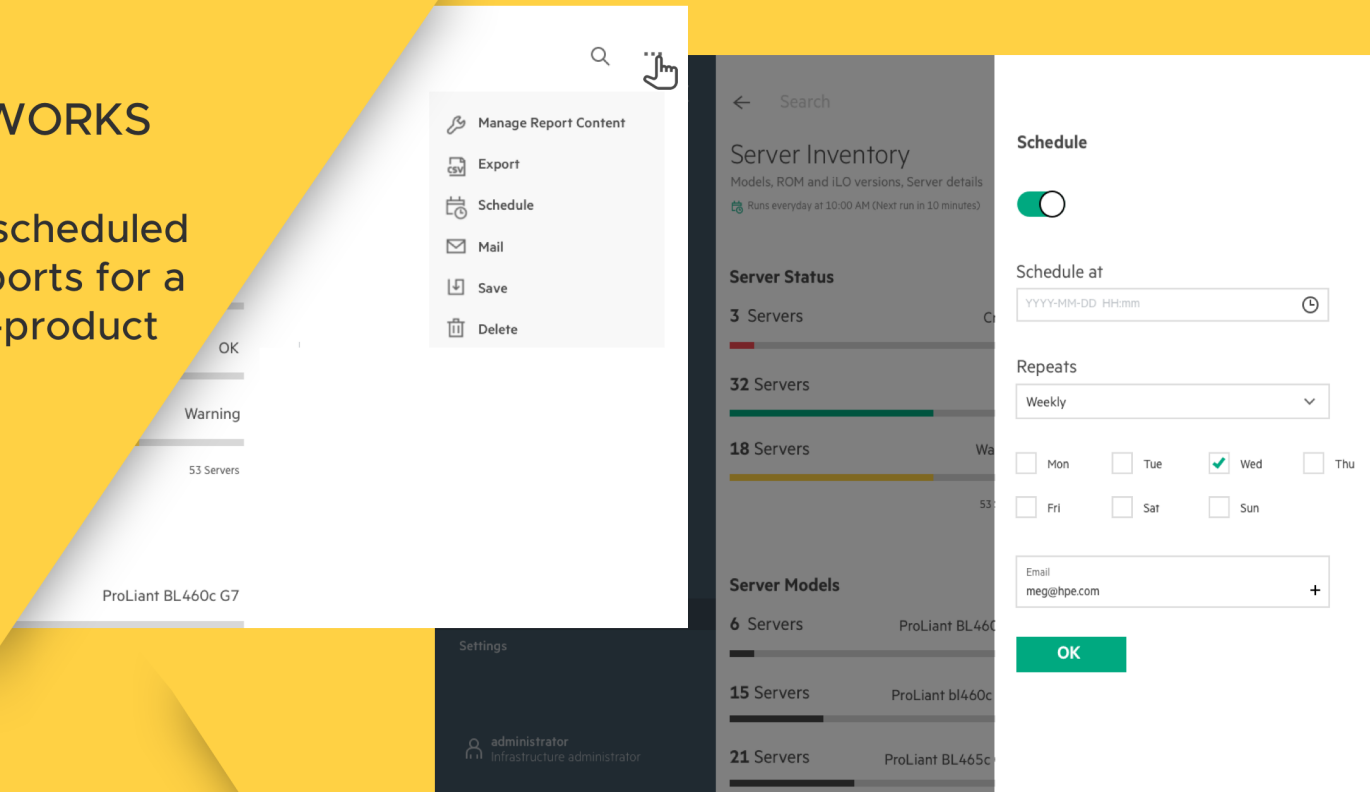 WORKS
scheduled
ports for a
-product
OK
Warning
53 Servers
ProLiant BL460c G7
Manage Report Content
CSV Export
Schedule
Mail
Save
Delete
Settings
administrator
Infrastructure administrator
Search
Server Inventory
Models, ROM and iLO versions, Server details
Runs everyday at 10:00 AM (Next run in 10 minutes)
Server Status
3 Servers
32 Servers
18 Servers Wa
53
Server Models
6 Servers ProLiant BL460
15 Servers ProLiant bl460c
21 Servers ProLiant BL465c
Schedule
Schedule at
YYYY-MM-DD HH:mm
Repeats
Weekly
Mon Tue Wed Thu
Fri Sat Sun
Email
meg@hpe.com +
OK